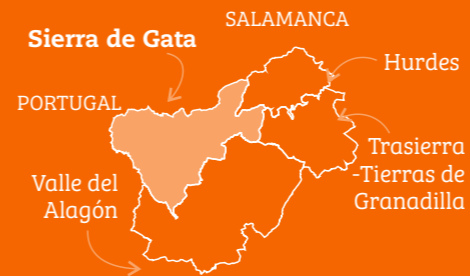 SALAMANCA
Sierra de Gata
Hurdes
PORTUGAL
Trasierra
-Tierras de
Granadilla
Valle del
Alagón